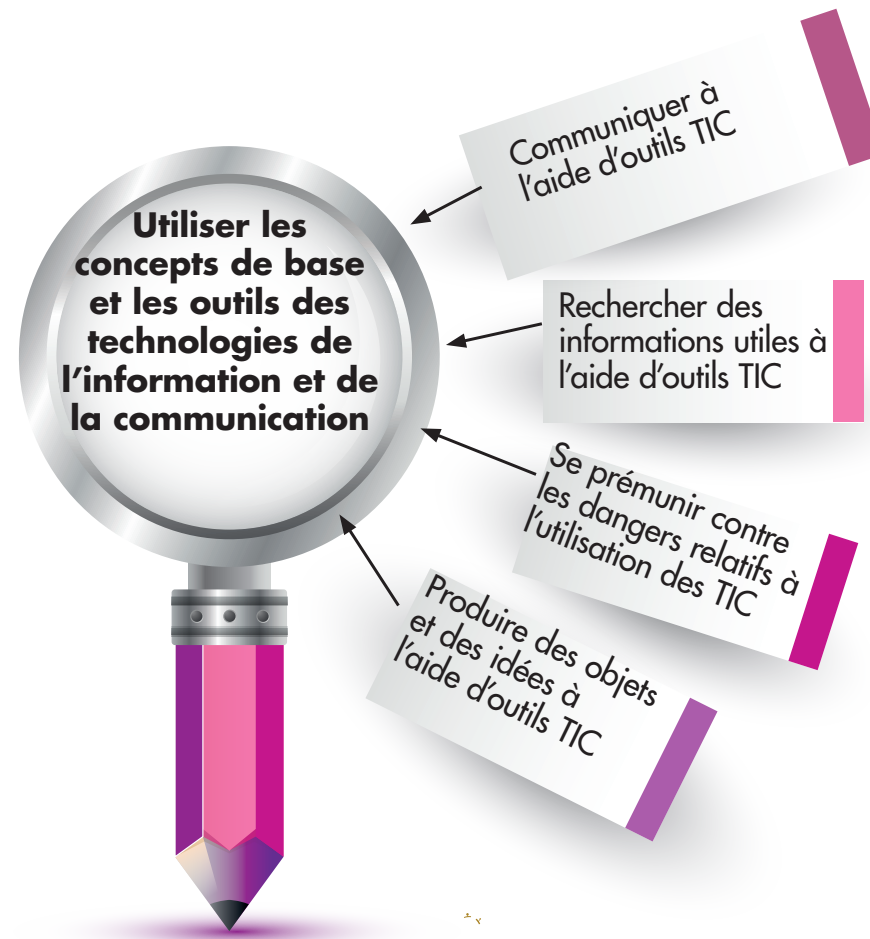 Utiliser les
concepts de base
et les outils des
technologies de
l'information et de
la communication
Communiquer à
l'aide d'outils TIC
Rechercher des
informations utiles à
l'aide d'outils TIC
Se prémunir contre
les dangers relatifs à
l'utilisation des TIC
Produire des objets
et des idées à
l'aide d'outils TIC